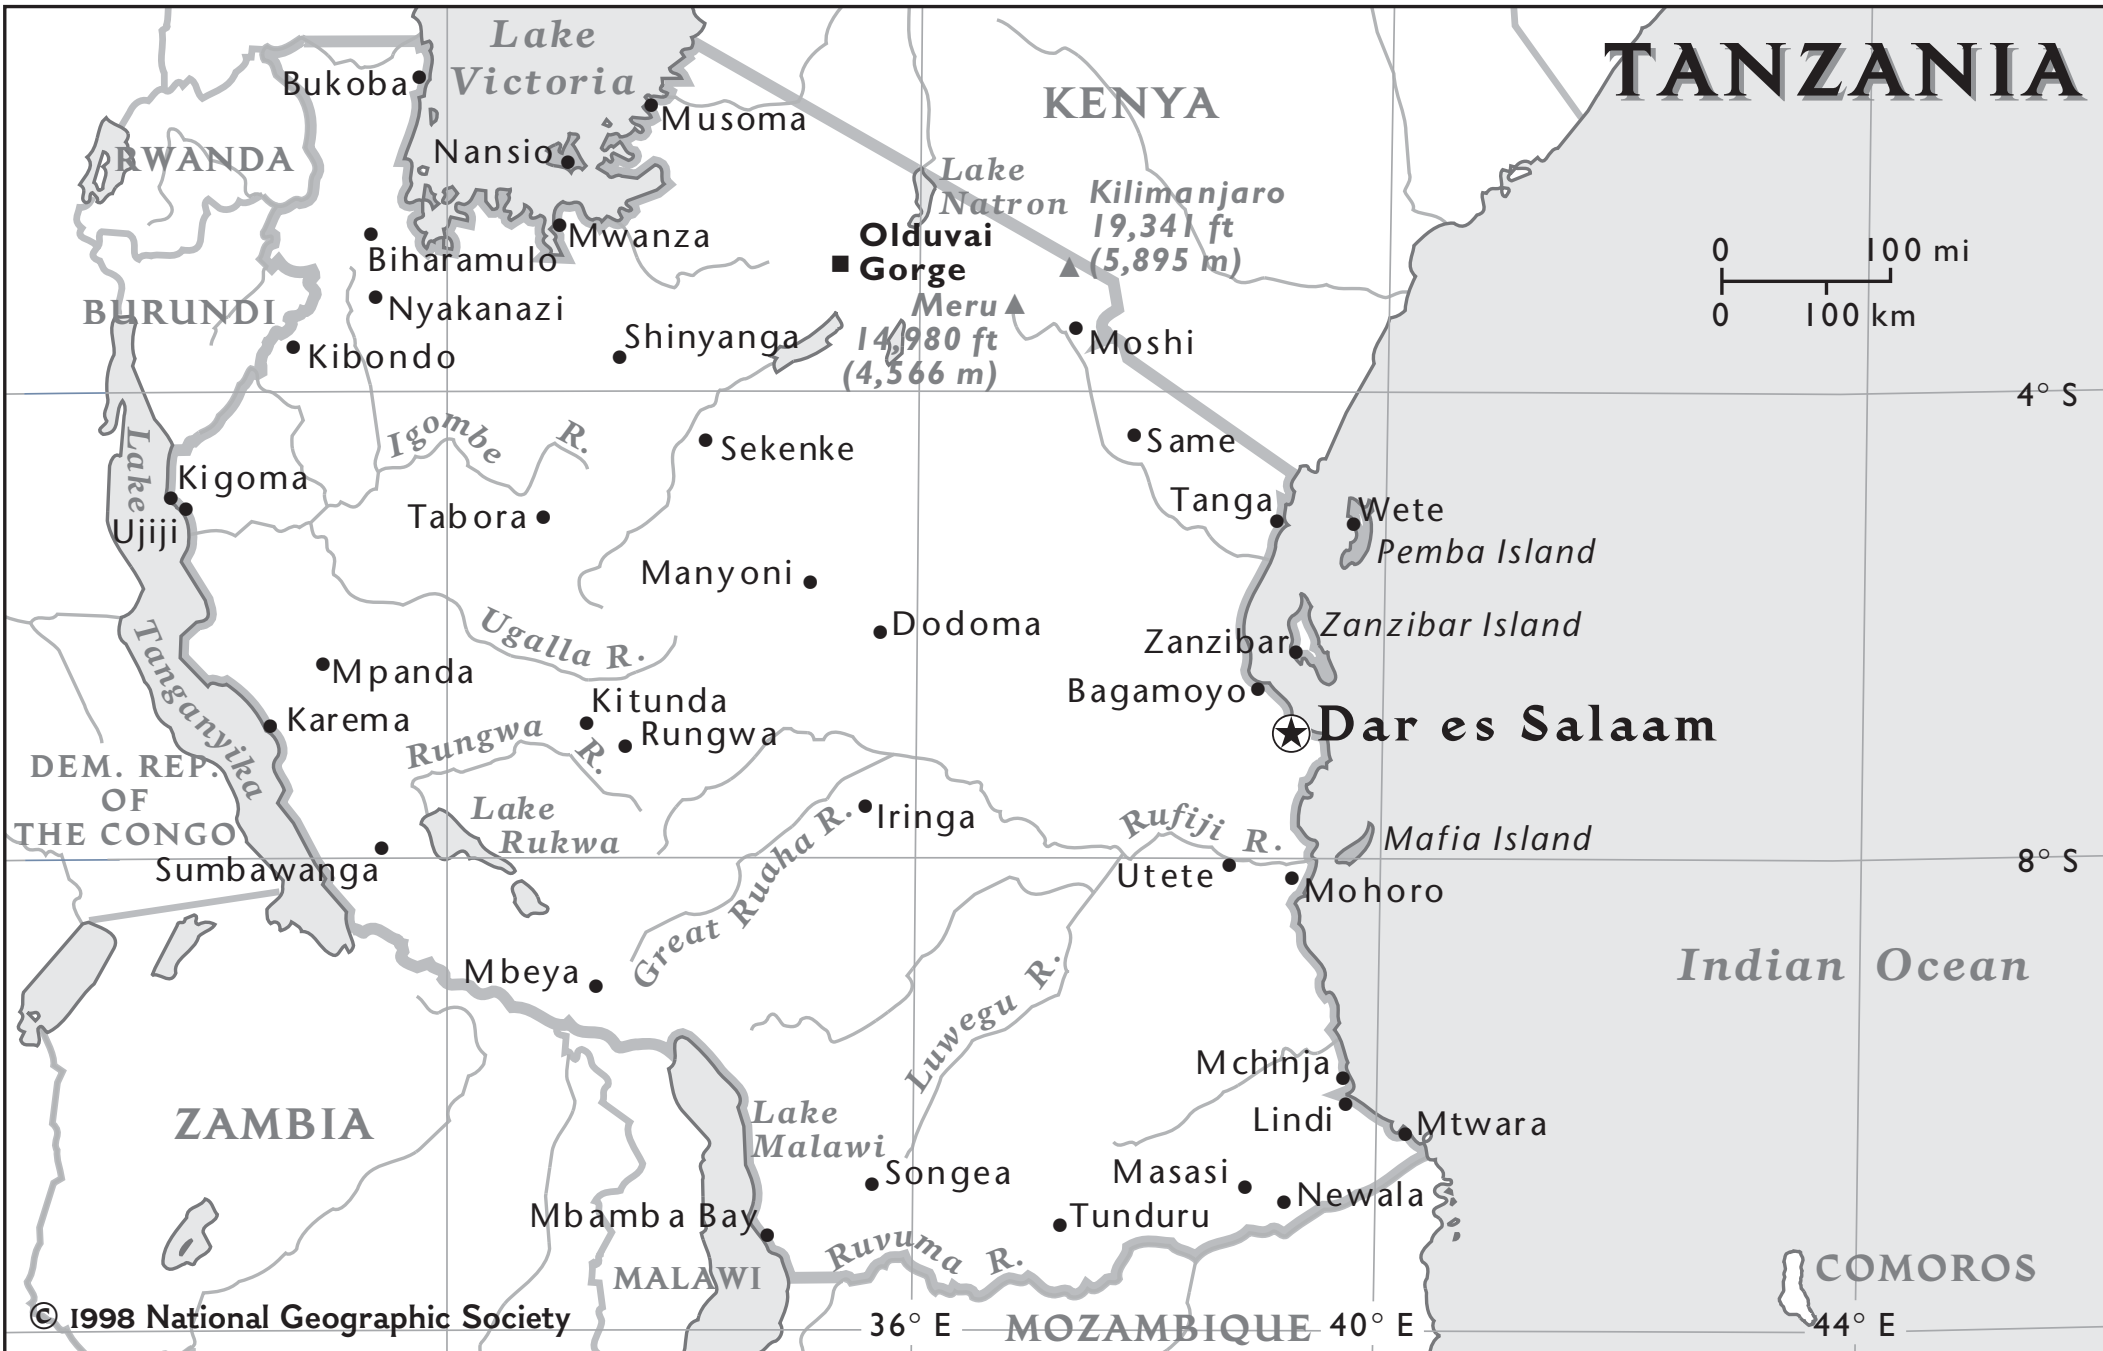 TANZANIA
Lake
Victoria
Bukoba
Musoma
KENYA
Nansio
RWANDA
Lake
Natron
Kilimanjaro
19,341 ft
(5,895 m)
Mwanza
Olduvai
Gorge
0 100 mi
0 100 km
Biharamulo
BURUNDI
Nyakanazi
Meru
14,980 ft
(4,566 m)
Shinyanga
Moshi
Kibondo
4° S
Igombe R.
Sekenke
Same
Lake Tanganyika
Kigoma
Ujiji
Tabora
Tanga
Wete
Pemba Island
Manyoni
Dodoma
Ugalla R.
Zanzibar
Zanzibar Island
Mpanda
Bagamoyo
Karema
Kitunda
Rungwa
Rungwa R.
Dar es Salaam
DEM. REP.
OF
THE CONGO
Lake
Rukwa
Iringa
Rufiji R.
Mafia Island
Sumbawanga
8° S
Utete
Mohoro
Great Ruaha R.
Mbeya
Luwegu R.
Indian Ocean
Mchinja
Lindi
Mtwara
ZAMBIA
Lake
Malawi
Songea
Masasi
Newala
Mbamba Bay
Tunduru
Ruvuma R.
MALAWI
COMOROS
© 1998 National Geographic Society
36° E
MOZAMBIQUE
40° E
44° E